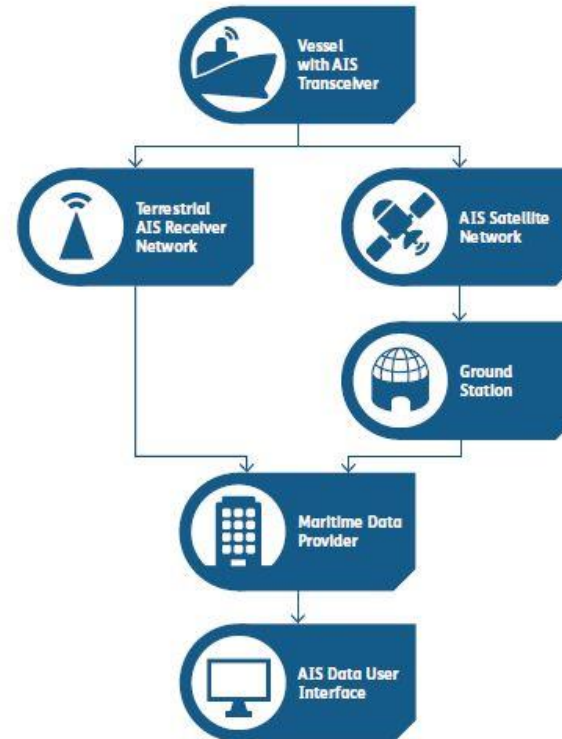 Vessel
with AIS
Transceiver
Terrestrial
AIS Receiver
Network
AIS Satellite
Network
Ground
Station
Maritime Data
Provider
AIS Data User
Interface